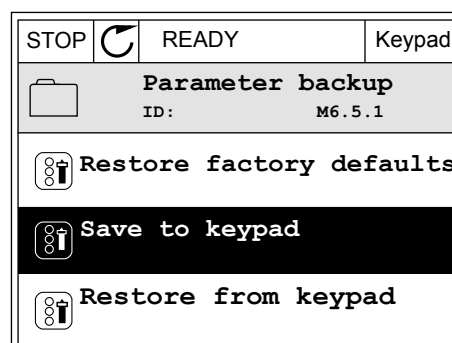 STOP READY Keypad
Parameter backup
ID: M6.5.1
Restore factory defaults
Save to keypad
Restore from keypad